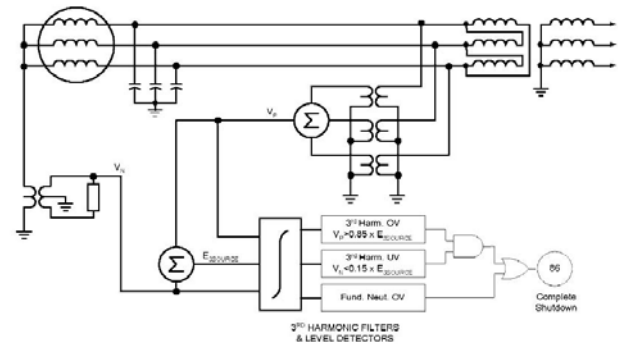 V_P
Σ
V_N
Σ
E_3SOURCE
3rd Harm. OV
V_P>0.85 x E_3SOURCE
3rd Harm. UV
V_N<0.15 x E_3SOURCE
Fund. Neut. OV
86
Complete
Shutdown
3RD HARMONIC FILTERS
& LEVEL DETECTORS